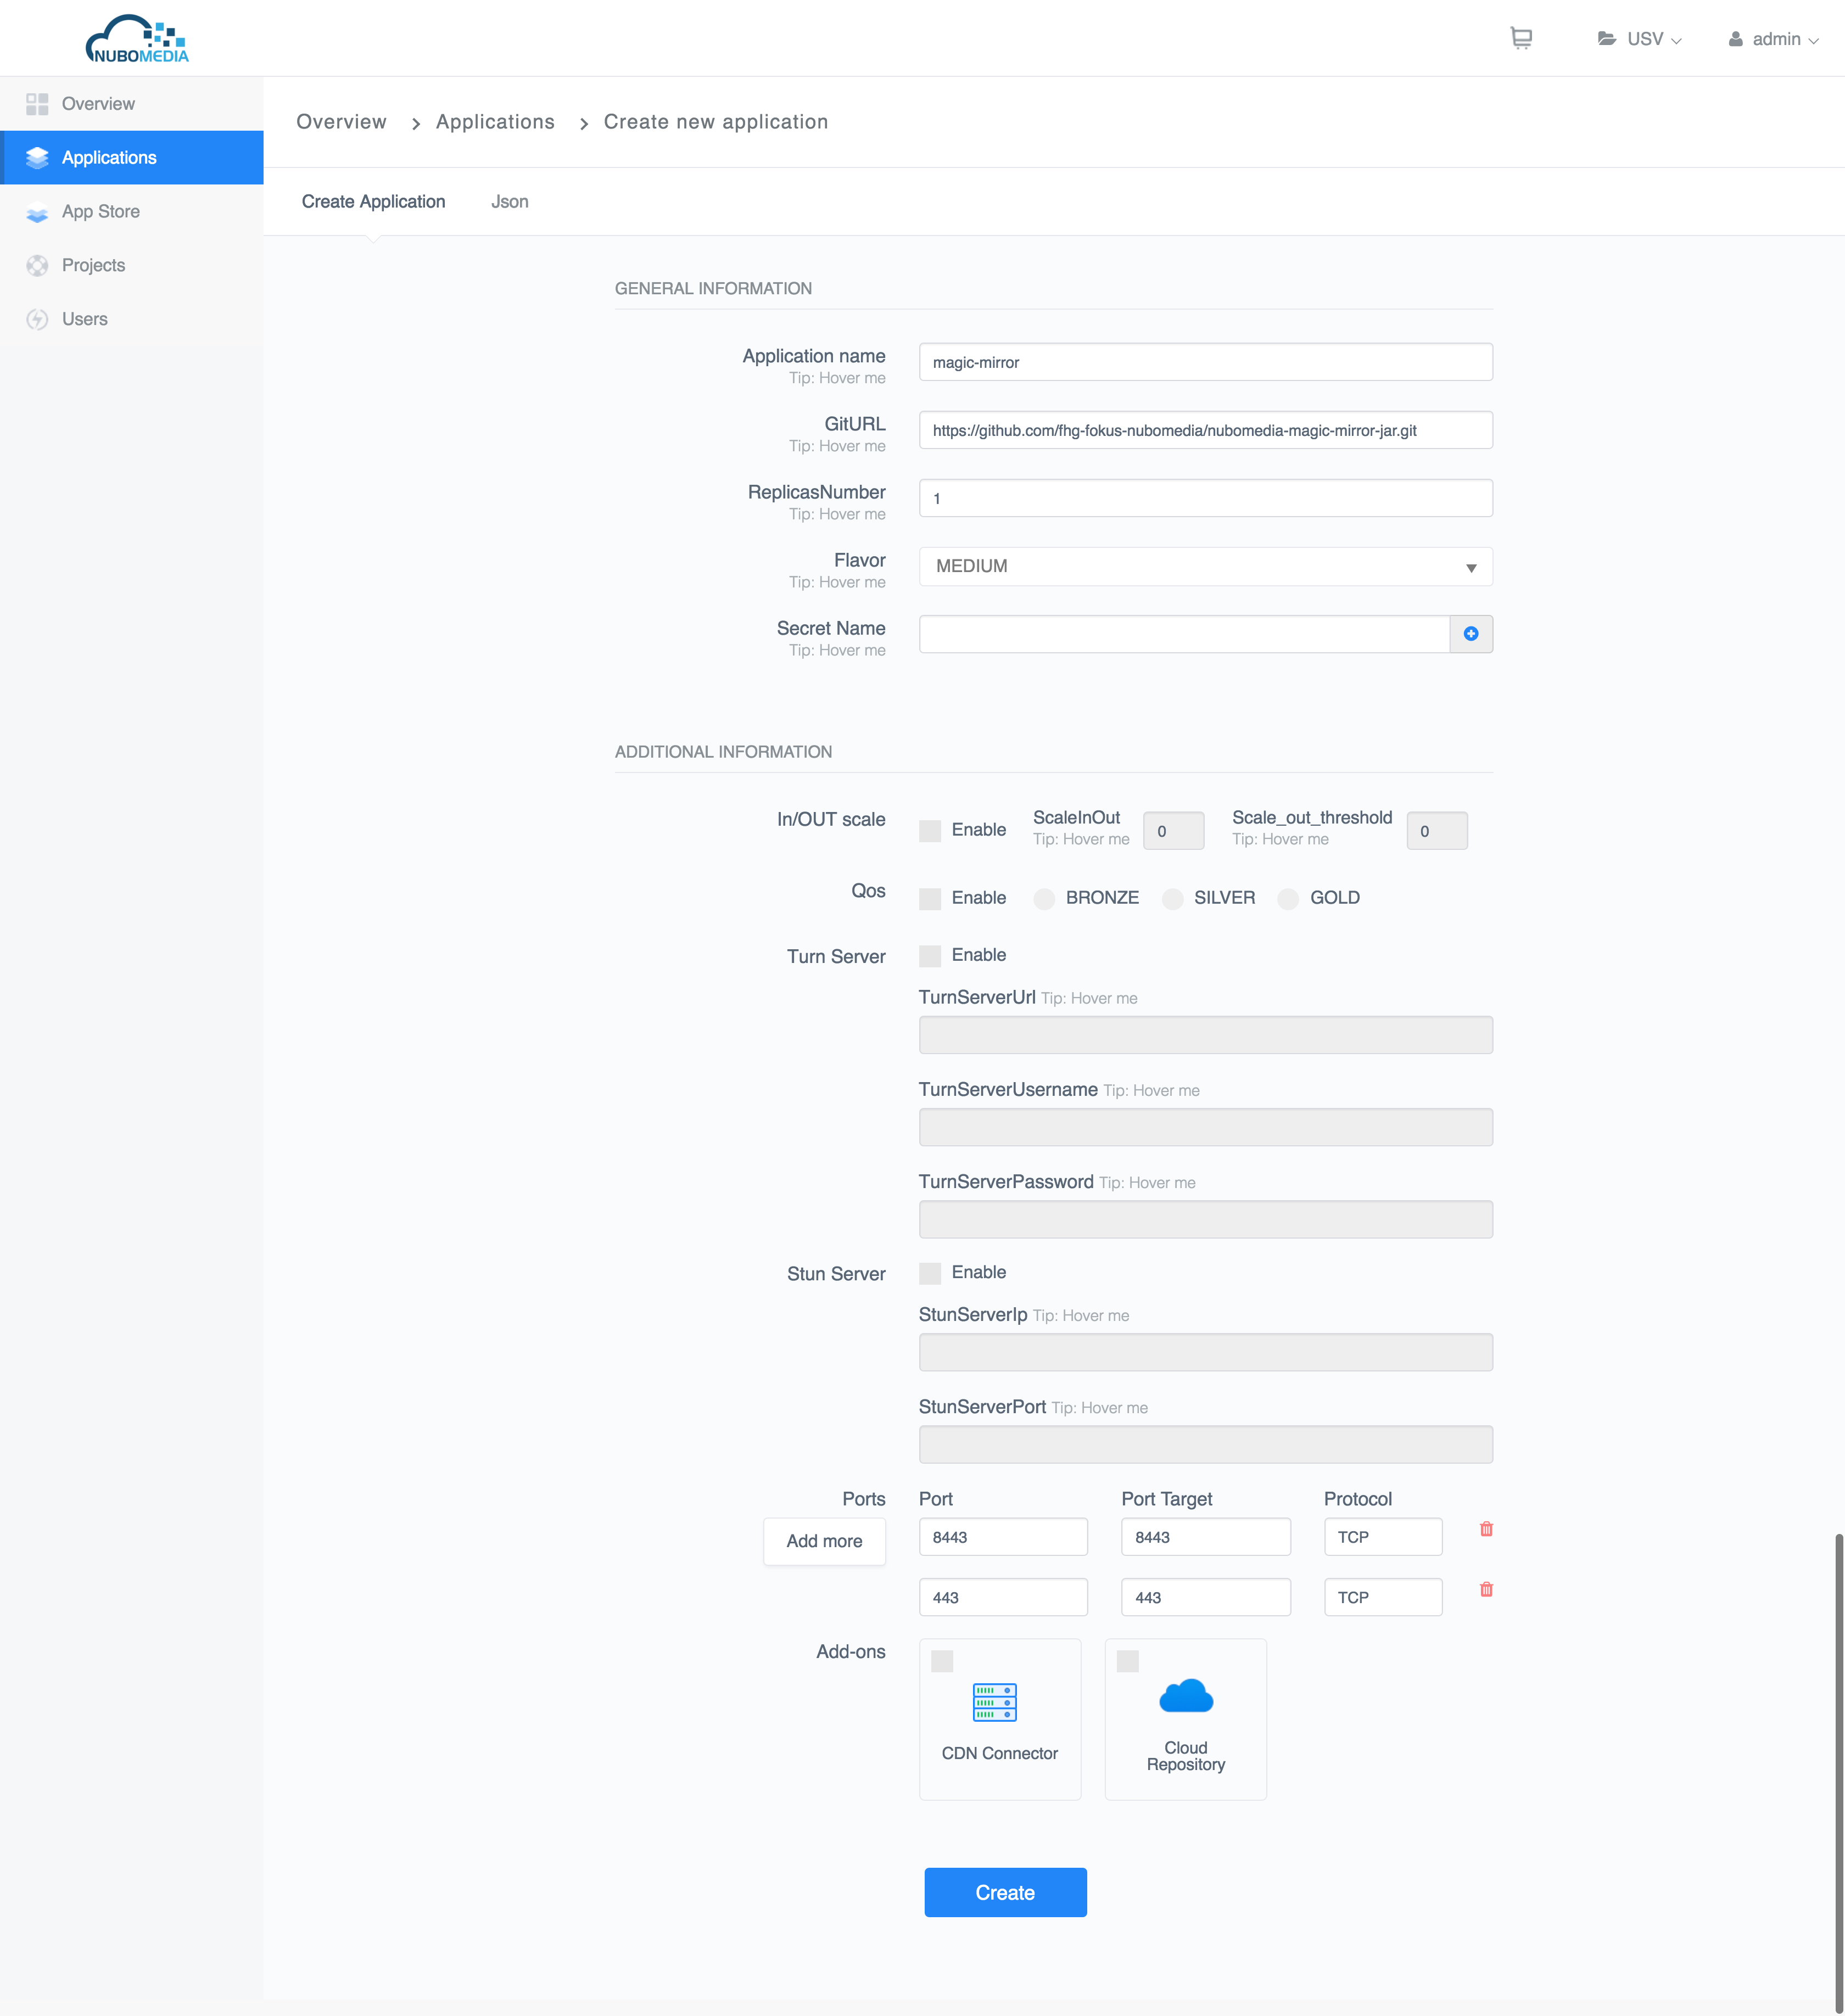 NUBOMEDIA
USV
admin
Overview
Applications
App Store
Projects
Users
Overview > Applications > Create new application
Create Application Json
GENERAL INFORMATION
Application name
Tip: Hover me
magic-mirror
GitURL
Tip: Hover me
https://github.com/fhg-fokus-nubomedia/nubomedia-magic-mirror-jar.git
ReplicasNumber
Tip: Hover me
1
Flavor
Tip: Hover me
MEDIUM
Secret Name
Tip: Hover me
ADDITIONAL INFORMATION
In/OUT scale
Enable
ScaleInOut
Tip: Hover me
0
Scale_out_threshold
Tip: Hover me
0
Qos
Enable BRONZE SILVER GOLD
Turn Server
Enable
TurnServerUrl Tip: Hover me
TurnServerUsername Tip: Hover me
TurnServerPassword Tip: Hover me
Stun Server
Enable
StunServerIp Tip: Hover me
StunServerPort Tip: Hover me
Ports
Add more
Port Port Target Protocol
8443 8443 TCP
443 443 TCP
Add-ons
CDN Connector
Cloud
Repository
Create